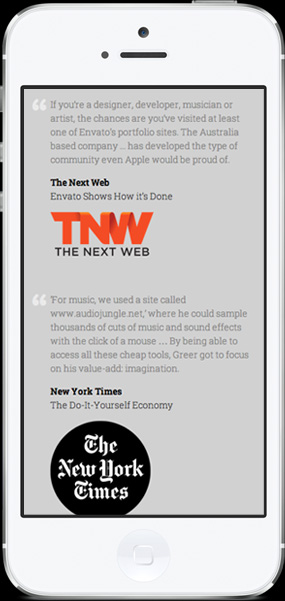 If you're a designer, developer, musician or
artist, the chances are you've visited at least
one of Envato's portfolio sites. The Australia
based company ... has developed the type of
community even Apple would be proud of.
The Next Web
Envato Shows How it's Done
TNW
THE NEXT WEB
'For music, we used a site called
www.audiojungle.net,' where he could sample
thousands of cuts of music and sound effects
with the click of a mouse … By being able to
access all these cheap tools, Greer got to focus
on his value-add: imagination.
New York Times
The Do-It-Yourself Economy
The
New York
Times